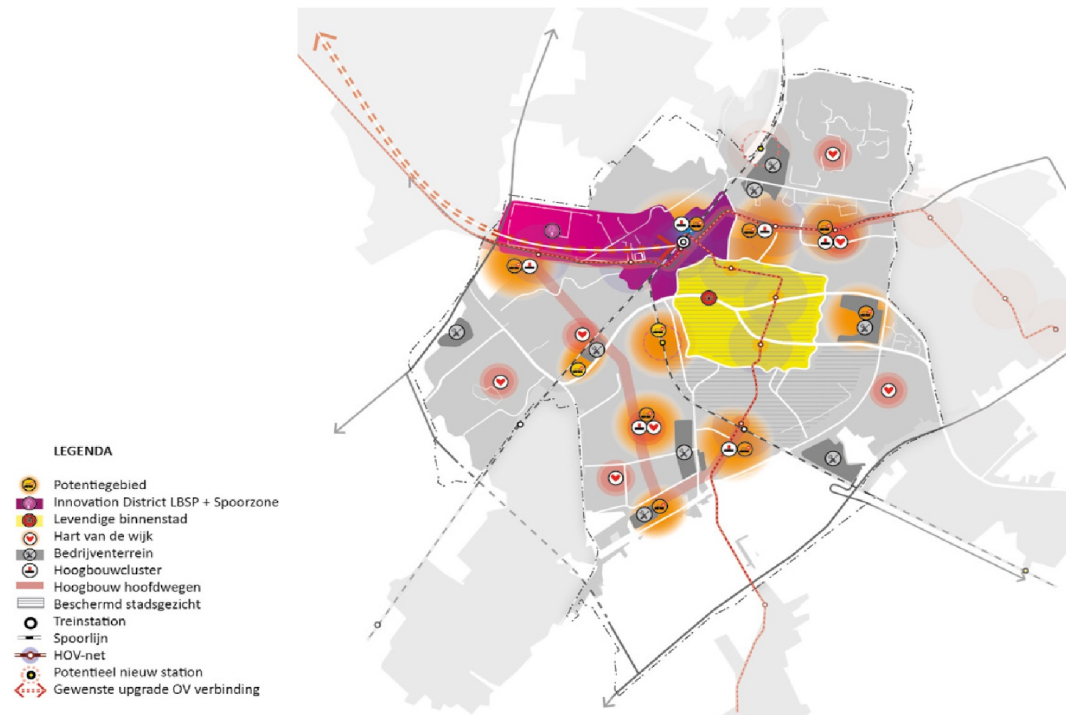 LEGENDA
Potentiegebied
Innovation District LBSP + Spoorzone
Levendige binnenstad
Hart van de wijk
Bedrijventerrein
Hoogbouwcluster
Hoogbouw hoofdwegen
Beschermd stadsgezicht
Treinstation
Spoorlijn
HOV-net
Potentieel nieuw station
Gewenste upgrade OV verbinding